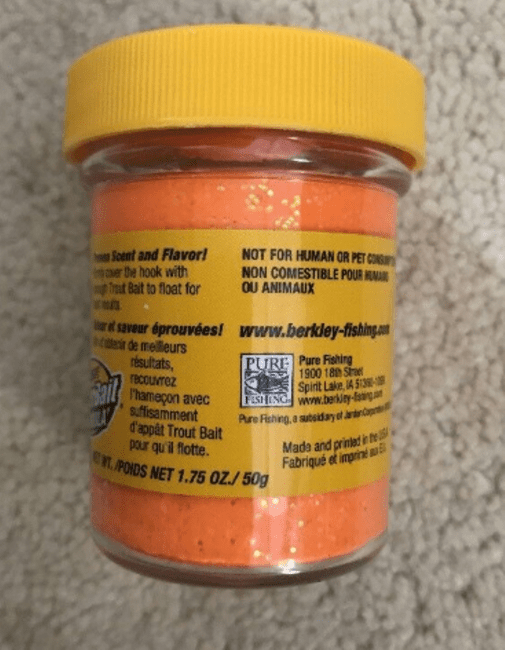 Scent and Flavor!
cover the hook with
Trout Bait to float for
et saveur éprouvées!
d'obtenir de meilleurs
résultats,
recouvrez
l'hameçon avec
suffisamment
d'appât Trout Bait
pour qu'il flotte.
WT./POIDS NET 1.75 OZ./ 50g
NOT FOR HUMAN OR PET
NON COMESTIBLE POUR HUMAINS
OU ANIMAUX
www.berkley-fishing.com
PURE
FISHING
Pure Fishing
1900 18th Street
Spirit Lake, IA
www.berkley-fishing.com
Pure Fishing, a subsidiary of Jarden Corporation
Made and printed in the USA
Fabriqué et imprimé aux